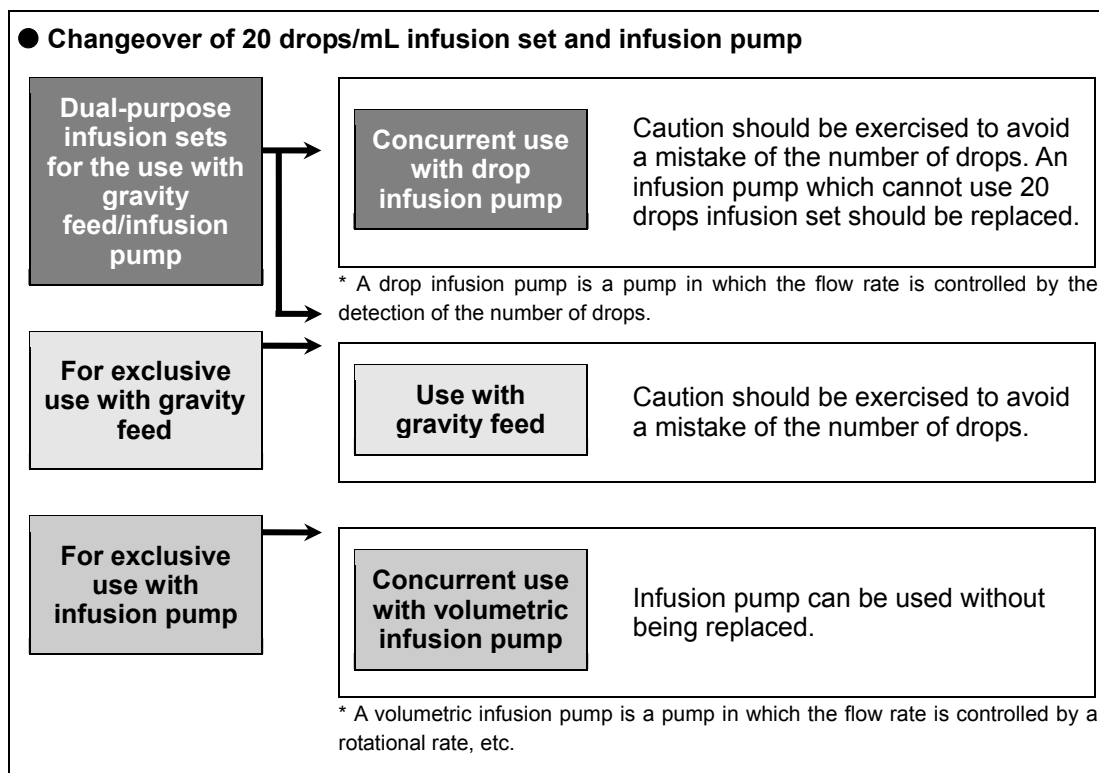 ● Changeover of 20 drops/mL infusion set and infusion pump
Dual-purpose
infusion sets
for the use with
gravity
feed/infusion
pump
Concurrent use
with drop
infusion pump
Caution should be exercised to avoid
a mistake of the number of drops. An
infusion pump which cannot use 20
drops infusion set should be replaced.
* A drop infusion pump is a pump in which the flow rate is controlled by the
detection of the number of drops.
For exclusive
use with gravity
feed
Use with
gravity feed
Caution should be exercised to avoid
a mistake of the number of drops.
For exclusive
use with
infusion pump
Concurrent use
with volumetric
infusion pump
Infusion pump can be used without
being replaced.
* A volumetric infusion pump is a pump in which the flow rate is controlled by a
rotational rate, etc.